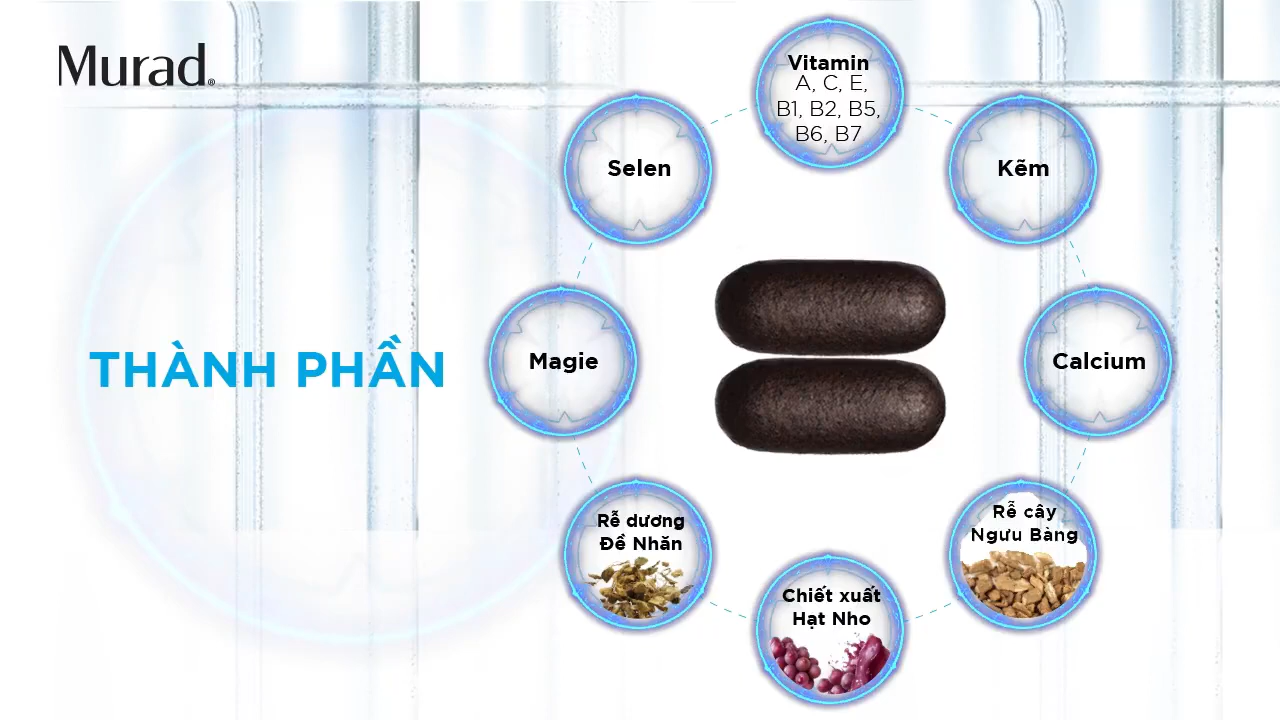 Murad®
THÀNH PHẦN
Vitamin
A, C, E,
B1, B2, B5,
B6, B7
Kẽm
Calcium
Rễ cây
Ngưu Bàng
Chiết xuất
Hạt Nho
Rễ dương
Đề Nhăn
Magie
Selen